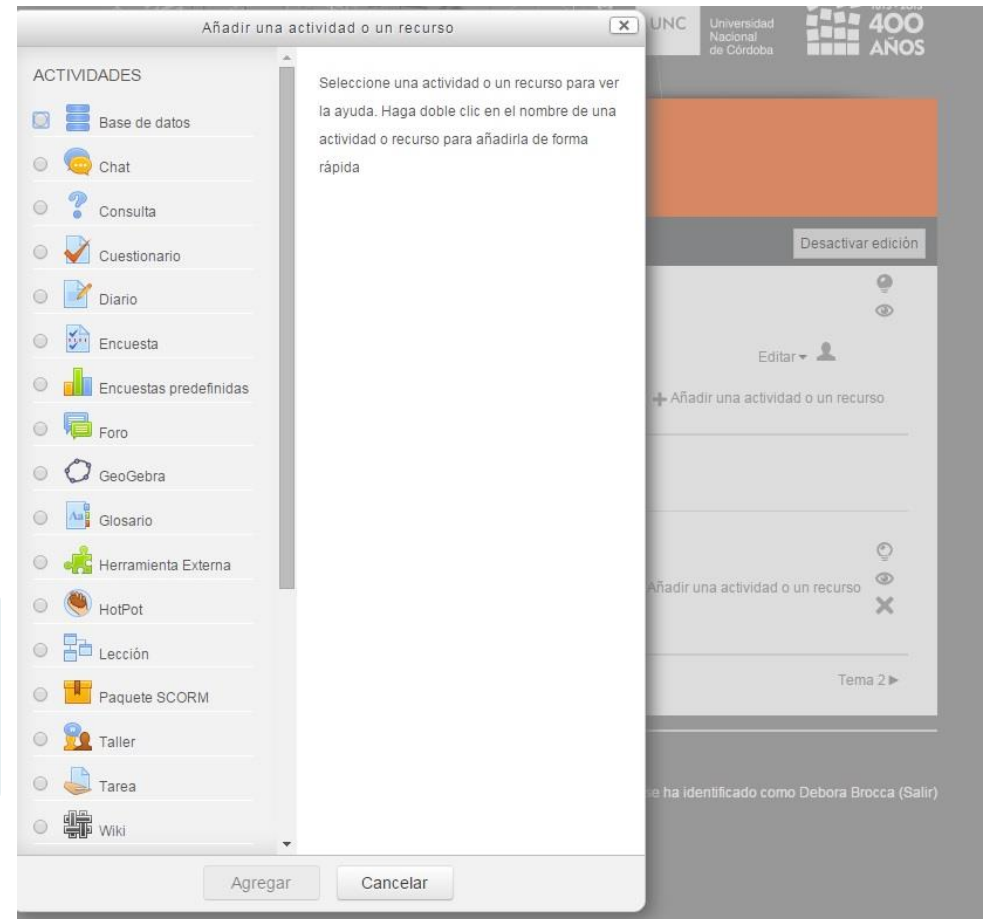 Añadir una actividad o un recurso
x
ACTIVIDADES
Base de datos
Chat
Consulta
Cuestionario
Diario
Encuesta
Encuestas predefinidas
Foro
GeoGebra
Glosario
Herramienta Externa
HotPot
Lección
Paquete SCORM
Taller
Tarea
Wiki
Seleccione una actividad o un recurso para ver
la ayuda. Haga doble clic en el nombre de una
actividad o recurso para añadirla de forma
rápida
Agregar
Cancelar
UNC
Universidad
Nacional
de Córdoba
400
AÑOS
Desactivar edición
Editar
Añadir una actividad o un recurso
Añadir una actividad o un recurso
Tema 2
se ha identificado como Debora Brocca (Salir)